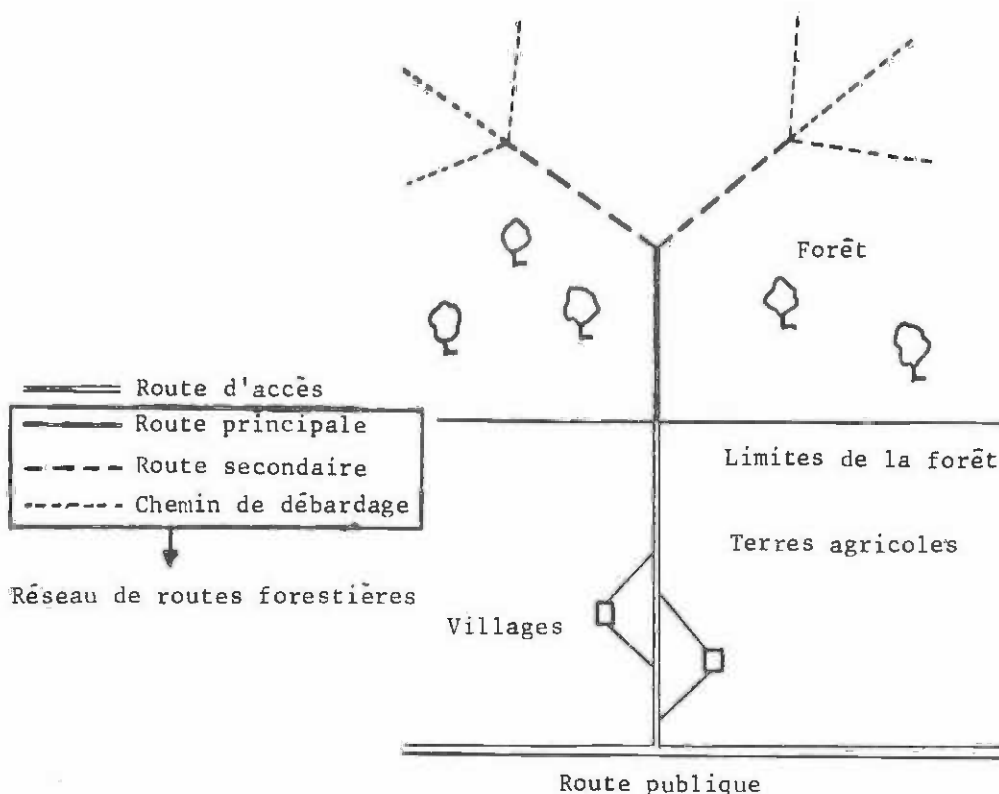 Forêt
Route d'accès
Route principale
Route secondaire
Chemin de débardage
Réseau de routes forestières
Limites de la forêt
Terres agricoles
Villages
Route publique